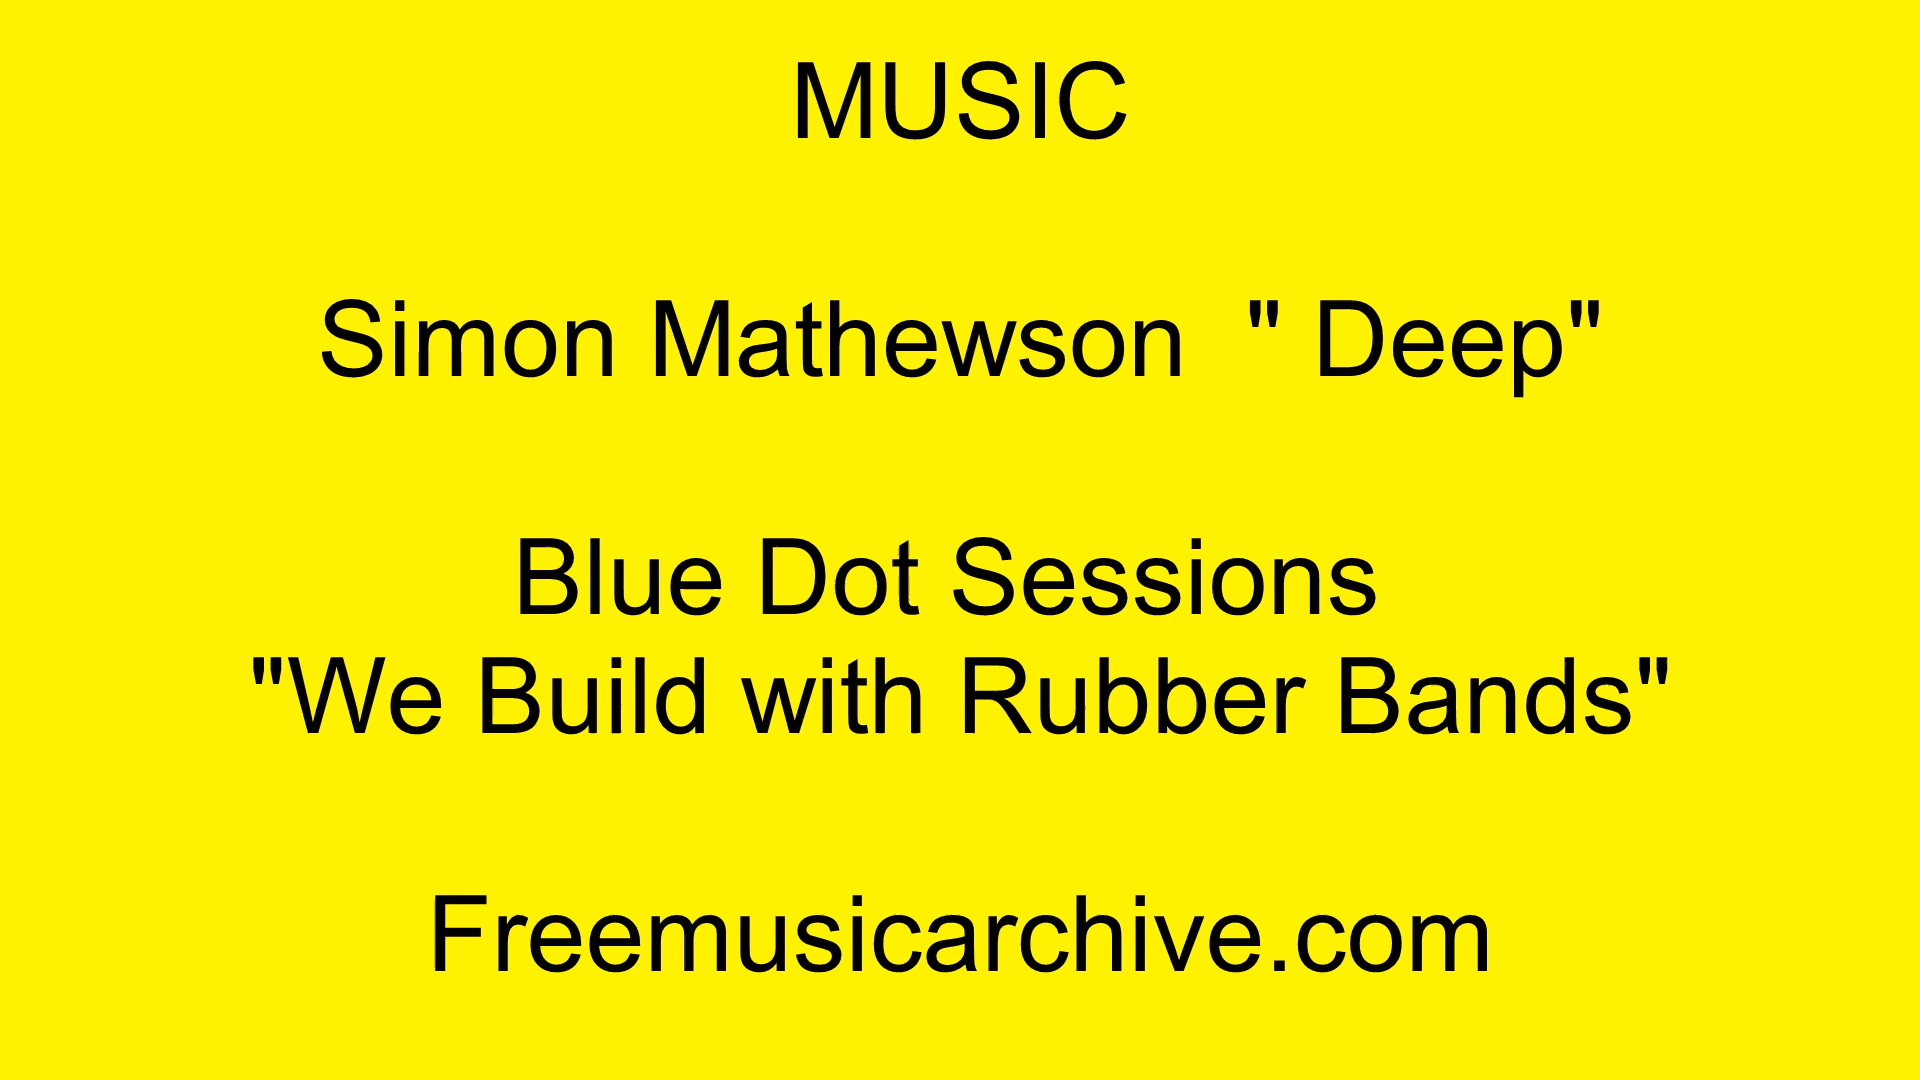 MUSIC
Simon Mathewson  " Deep"
Blue Dot Sessions
"We Build with Rubber Bands"
Freemusicarchive.com